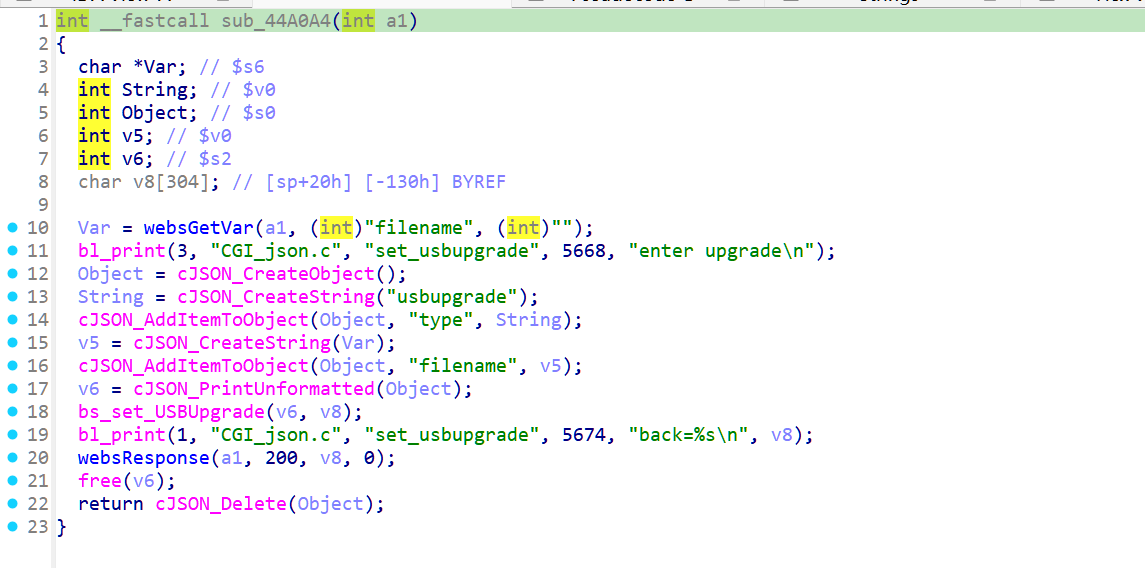 1 int __fastcall sub_44A0A4(int a1)
2 {
3 char *Var; // $s6
4 int String; // $v0
5 int Object; // $s0
6 int v5; // $v0
7 int v6; // $s2
8 char v8[304]; // [sp+20h] [-130h] BYREF
9
10 Var = websGetVar(a1, (int)"filename", (int)"");
11 bl_print(3, "CGI_json.c", "set_usbupgrade", 5668, "enter upgrade\n");
12 Object = cJSON_CreateObject();
13 String = cJSON_CreateString("usbupgrade");
14 cJSON_AddItemToObject(Object, "type", String);
15 v5 = cJSON_CreateString(Var);
16 cJSON_AddItemToObject(Object, "filename", v5);
17 v6 = cJSON_PrintUnformatted(Object);
18 bs_set_USBUpgrade(v6, v8);
19 bl_print(1, "CGI_json.c", "set_usbupgrade", 5674, "back=%s\n", v8);
20 websResponse(a1, 200, v8, 0);
21 free(v6);
22 return cJSON_Delete(Object);
23 }